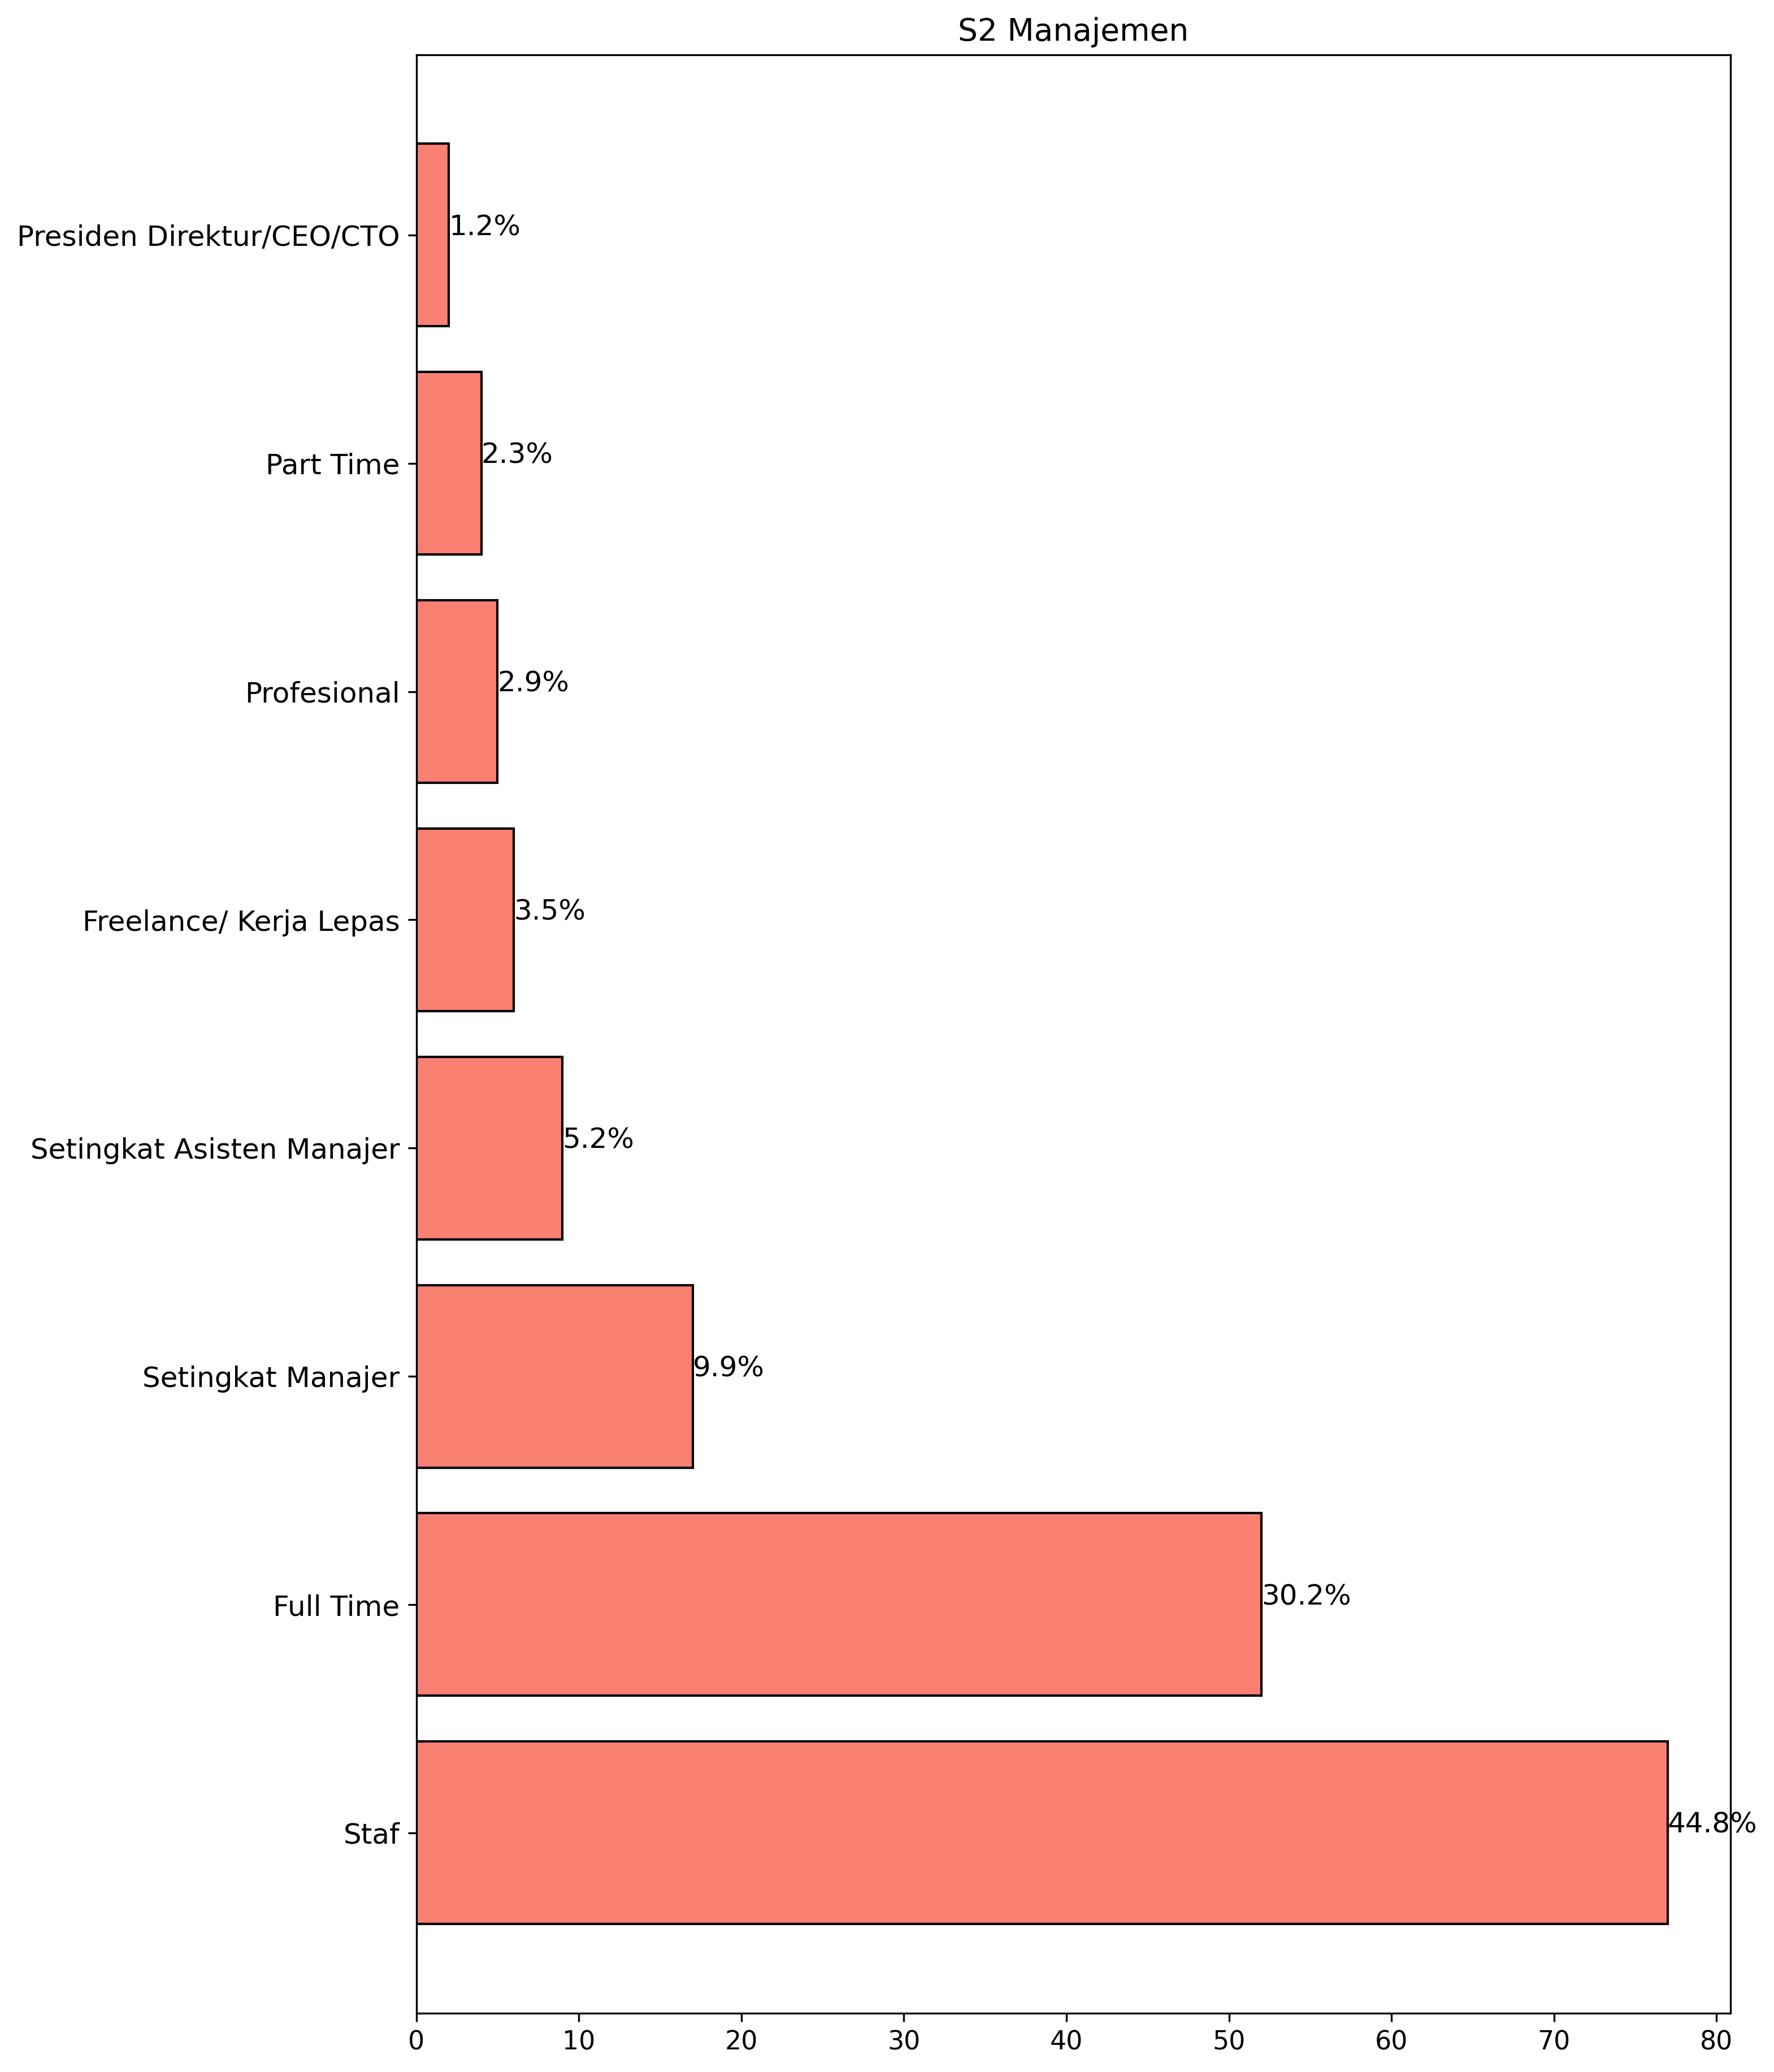 S2 Manajemen
Presiden Direktur/CEO/CTO
1.2%
Part Time
2.3%
Profesional
2.9%
Freelance/ Kerja Lepas
3.5%
Setingkat Asisten Manajer
5.2%
Setingkat Manajer
9.9%
Full Time
30.2%
Staf
44.8%
0 10 20 30 40 50 60 70 80